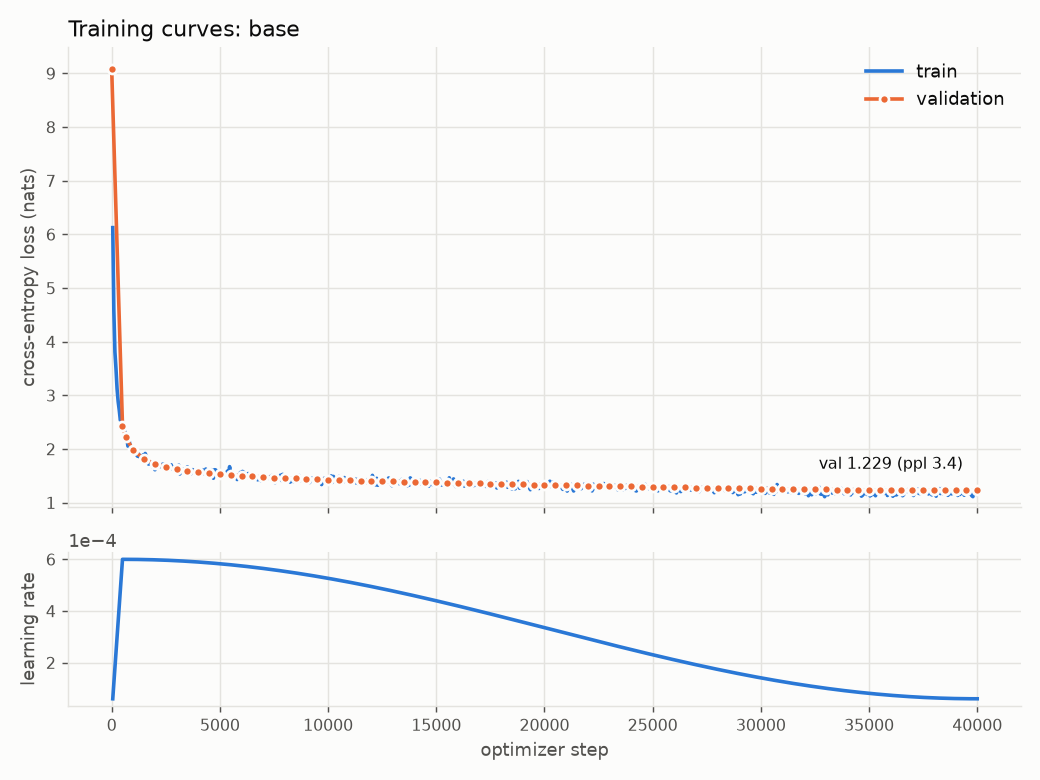 Training curves: base
train
validation
cross-entropy loss (nats)
9
8
7
6
5
4
3
2
1
val 1.229 (ppl 3.4)
1e−4
learning rate
6
4
2
0 5000 10000 15000 20000 25000 30000 35000 40000
optimizer step